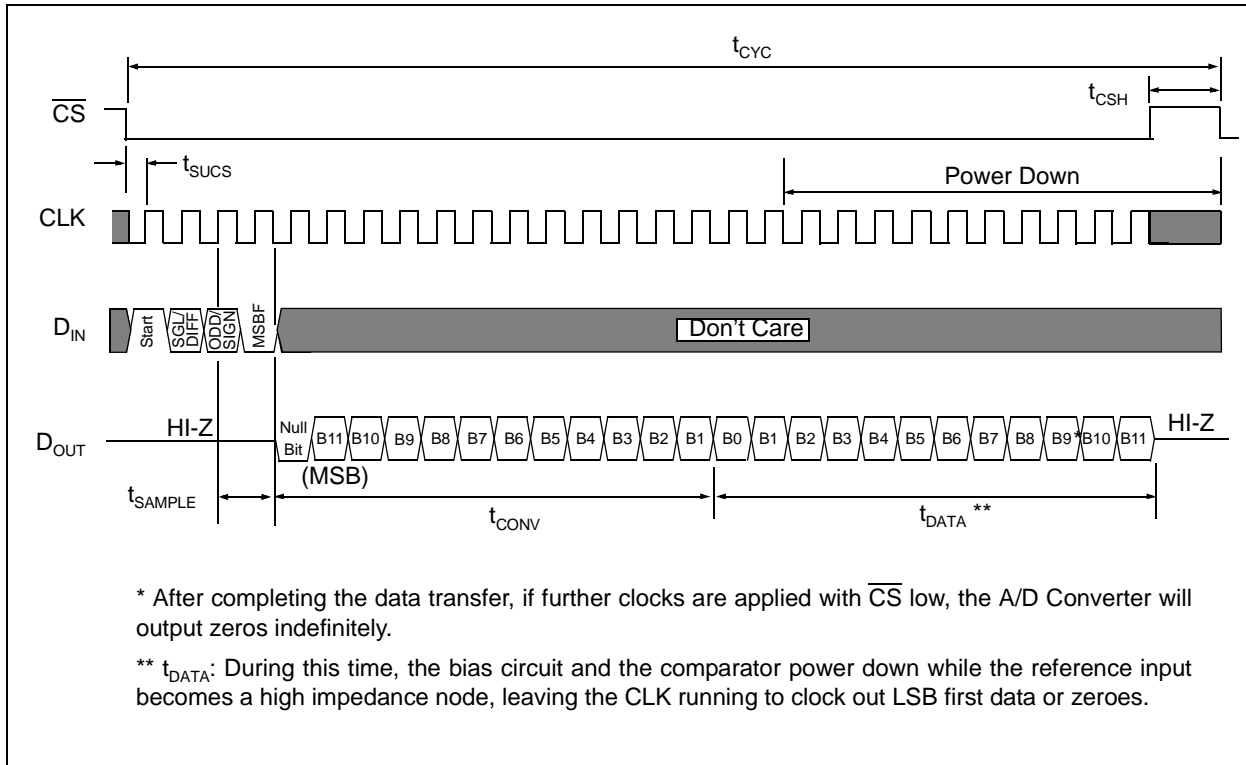 tCYC
tCSH
CS
tSUCS
Power Down
CLK
DIN
Start
SGL/
DIFF
ODD/
SIGN
MSBF
Don't Care
HI-Z
DOUT
Null
Bit
B11 B10 B9 B8 B7 B6 B5 B4 B3 B2 B1 B0 B1 B2 B3 B4 B5 B6 B7 B8 B9 * B10 B11
HI-Z
(MSB)
tSAMPLE
tCONV
tDATA **
* After completing the data transfer, if further clocks are applied with CS low, the A/D Converter will
output zeros indefinitely.
** tDATA: During this time, the bias circuit and the comparator power down while the reference input
becomes a high impedance node, leaving the CLK running to clock out LSB first data or zeroes.